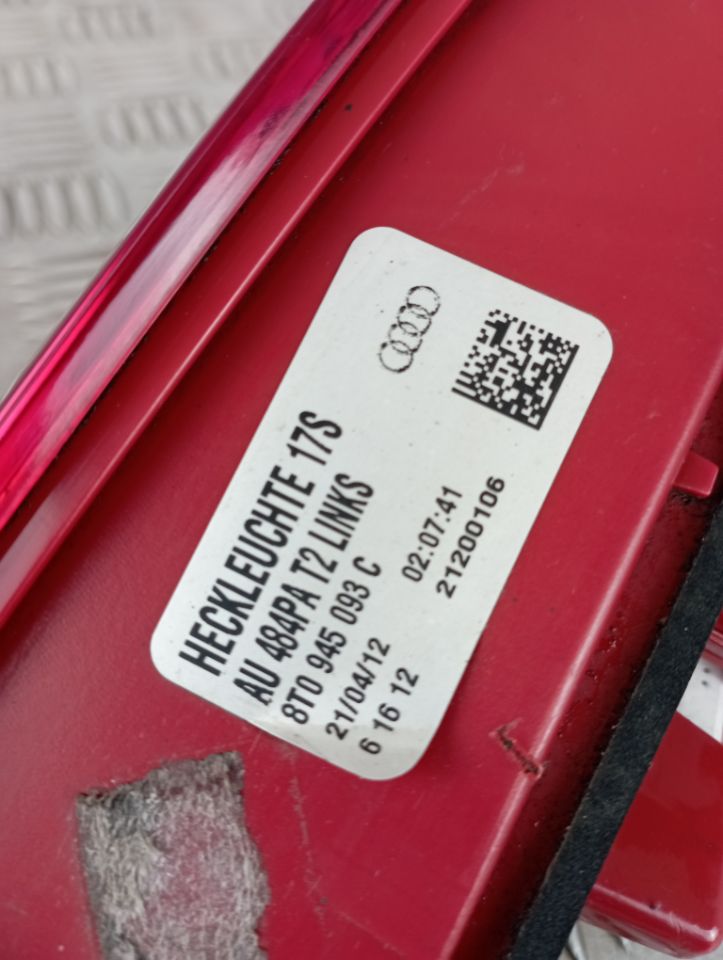 HECKLEUCHTE 17S
AU 484PA T2 LINKS
8T0 945 093 C
21/04/12 02:07:41
6 16 12 21200106